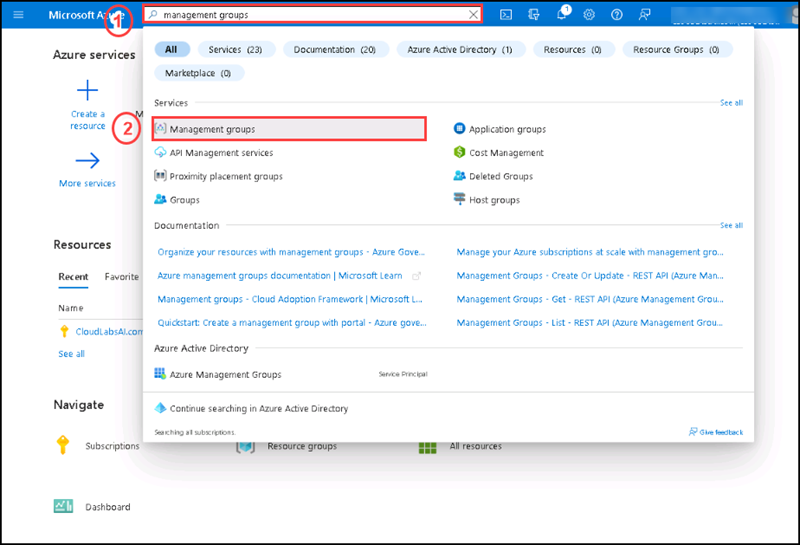 Microsoft Az
1
management groups
1
All
Services (23)
Documentation (20)
Azure Active Directory (1)
Resources (0)
Resource Groups (0)
Marketplace (0)
Azure services
Create a
resource
M
More services
Services
See all
2
Management groups
Application groups
API Management services
Cost Management
Proximity placement groups
Deleted Groups
Groups
Host groups
Documentation
See all
Organize your resources with management groups - Azure Gove...
Manage your Azure subscriptions at scale with management gro...
Azure management groups documentation | Microsoft Learn
Management Groups - Create Or Update - REST API (Azure Man...
Management groups - Cloud Adoption Framework | Microsoft L...
Management Groups - Get - REST API (Azure Management Grou...
Quickstart: Create a management group with portal - Azure gove...
Management Groups - List - REST API (Azure Management Grou...
Azure Active Directory
Azure Management Groups
Service Principal
Continue searching in Azure Active Directory
Searching all subscriptions.
Give feedback
Resources
Recent
Favorite
Name
CloudLabsAI.com
See all
Navigate
Subscriptions
Resource groups
All resources
Dashboard